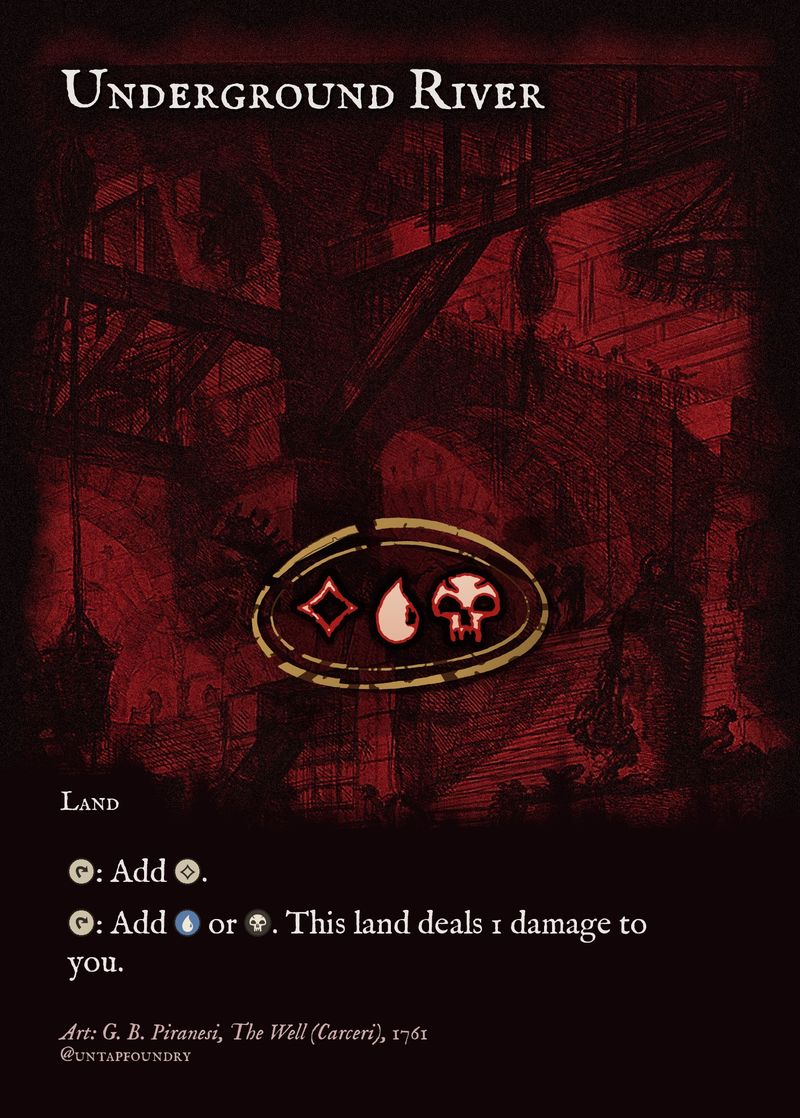 Underground River
Land
: Add .
: Add or . This land deals 1 damage to
you.
Art: G. B. Piranesi, The Well (Carceri), 1761
@untapfoundry